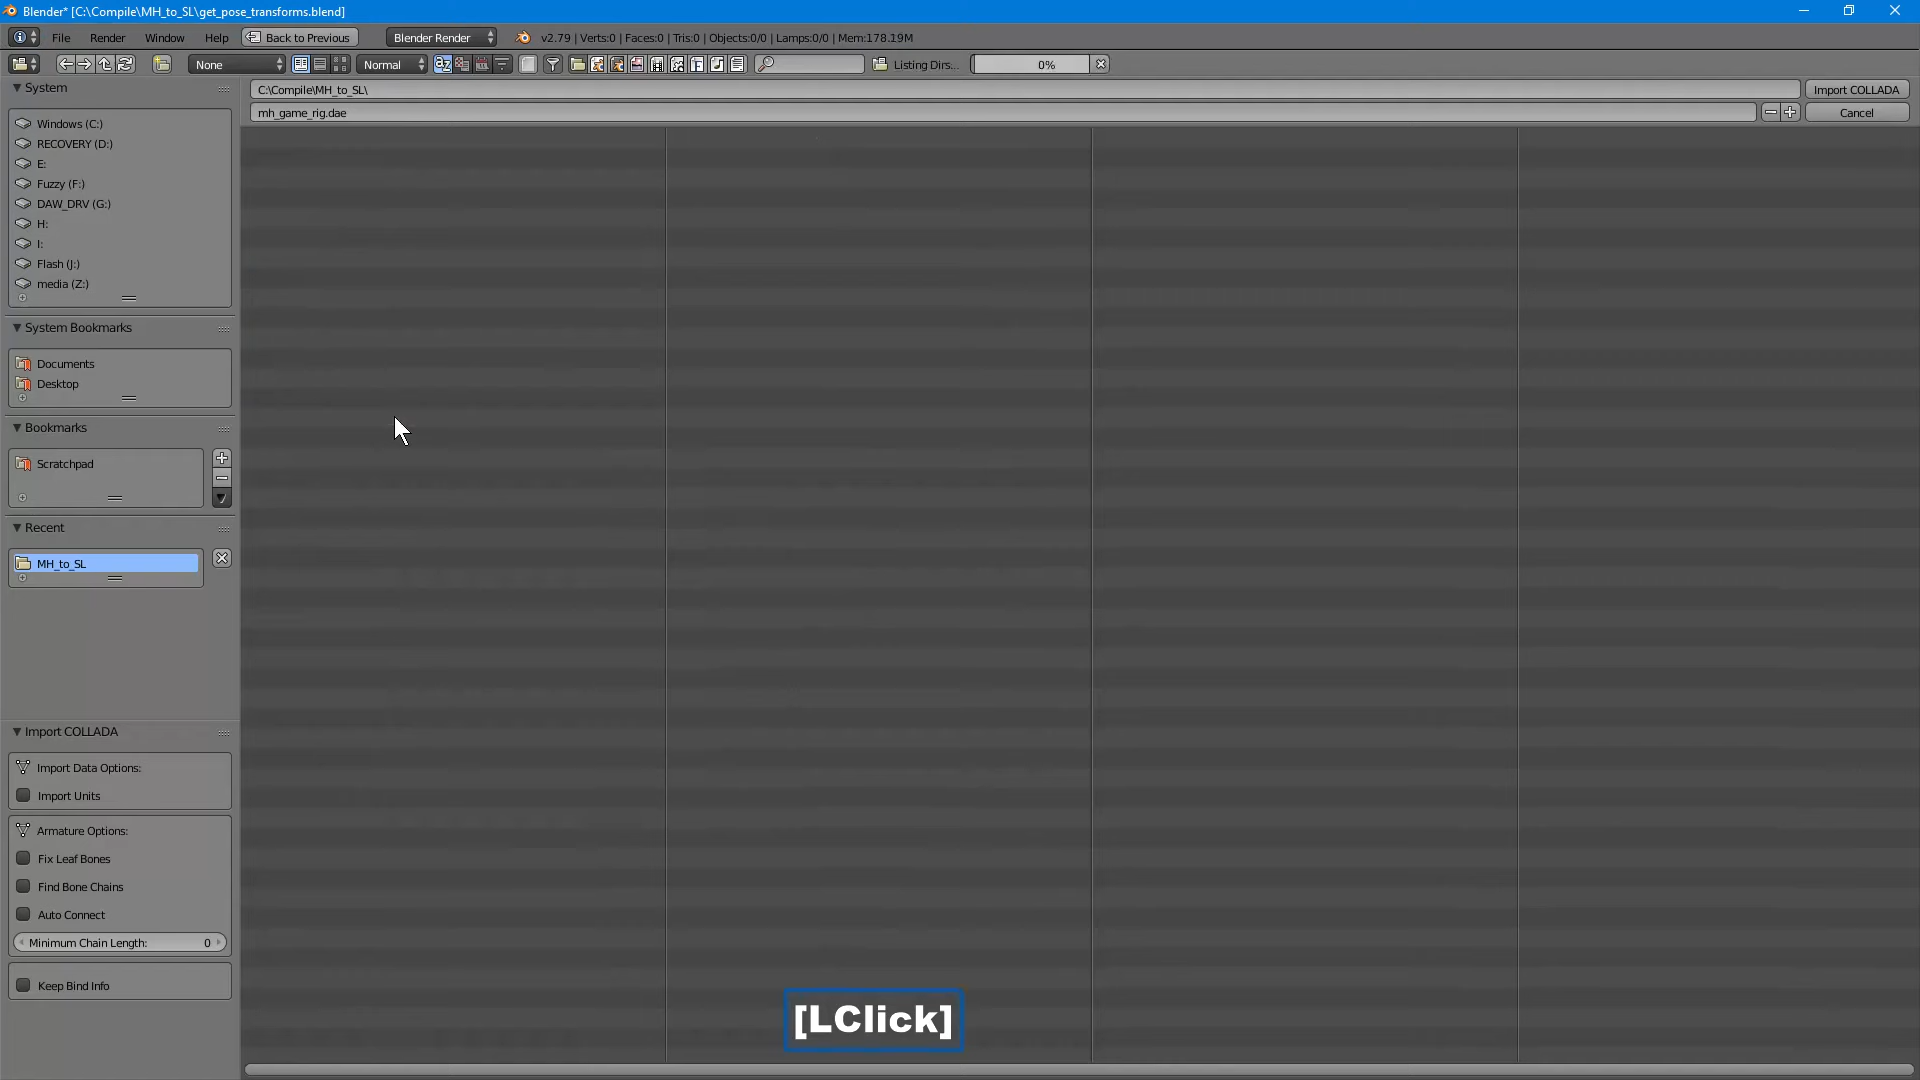 Blender* [C:\Compile\MH_to_SL\get_pose_transforms.blend]
File Render Window Help Back to Previous Blender Render v2.79 | Verts:0 | Faces:0 | Tris:0 | Objects:0/0 | Lamps:0/0 | Mem:178.19M
None Normal Listing Dirs... 0%
System
C:\Compile\MH_to_SL\ Import COLLADA
mh_game_rig.dae Cancel
Windows (C:)
RECOVERY (D:)
E:
Fuzzy (F:)
DAW_DRV (G:)
H:
I:
Flash (J:)
media (Z:)
System Bookmarks
Documents
Desktop
Bookmarks
Scratchpad
Recent
MH_to_SL
Import COLLADA
Import Data Options:
Import Units
Armature Options:
Fix Leaf Bones
Find Bone Chains
Auto Connect
Minimum Chain Length: 0
Keep Bind Info
[LClick]